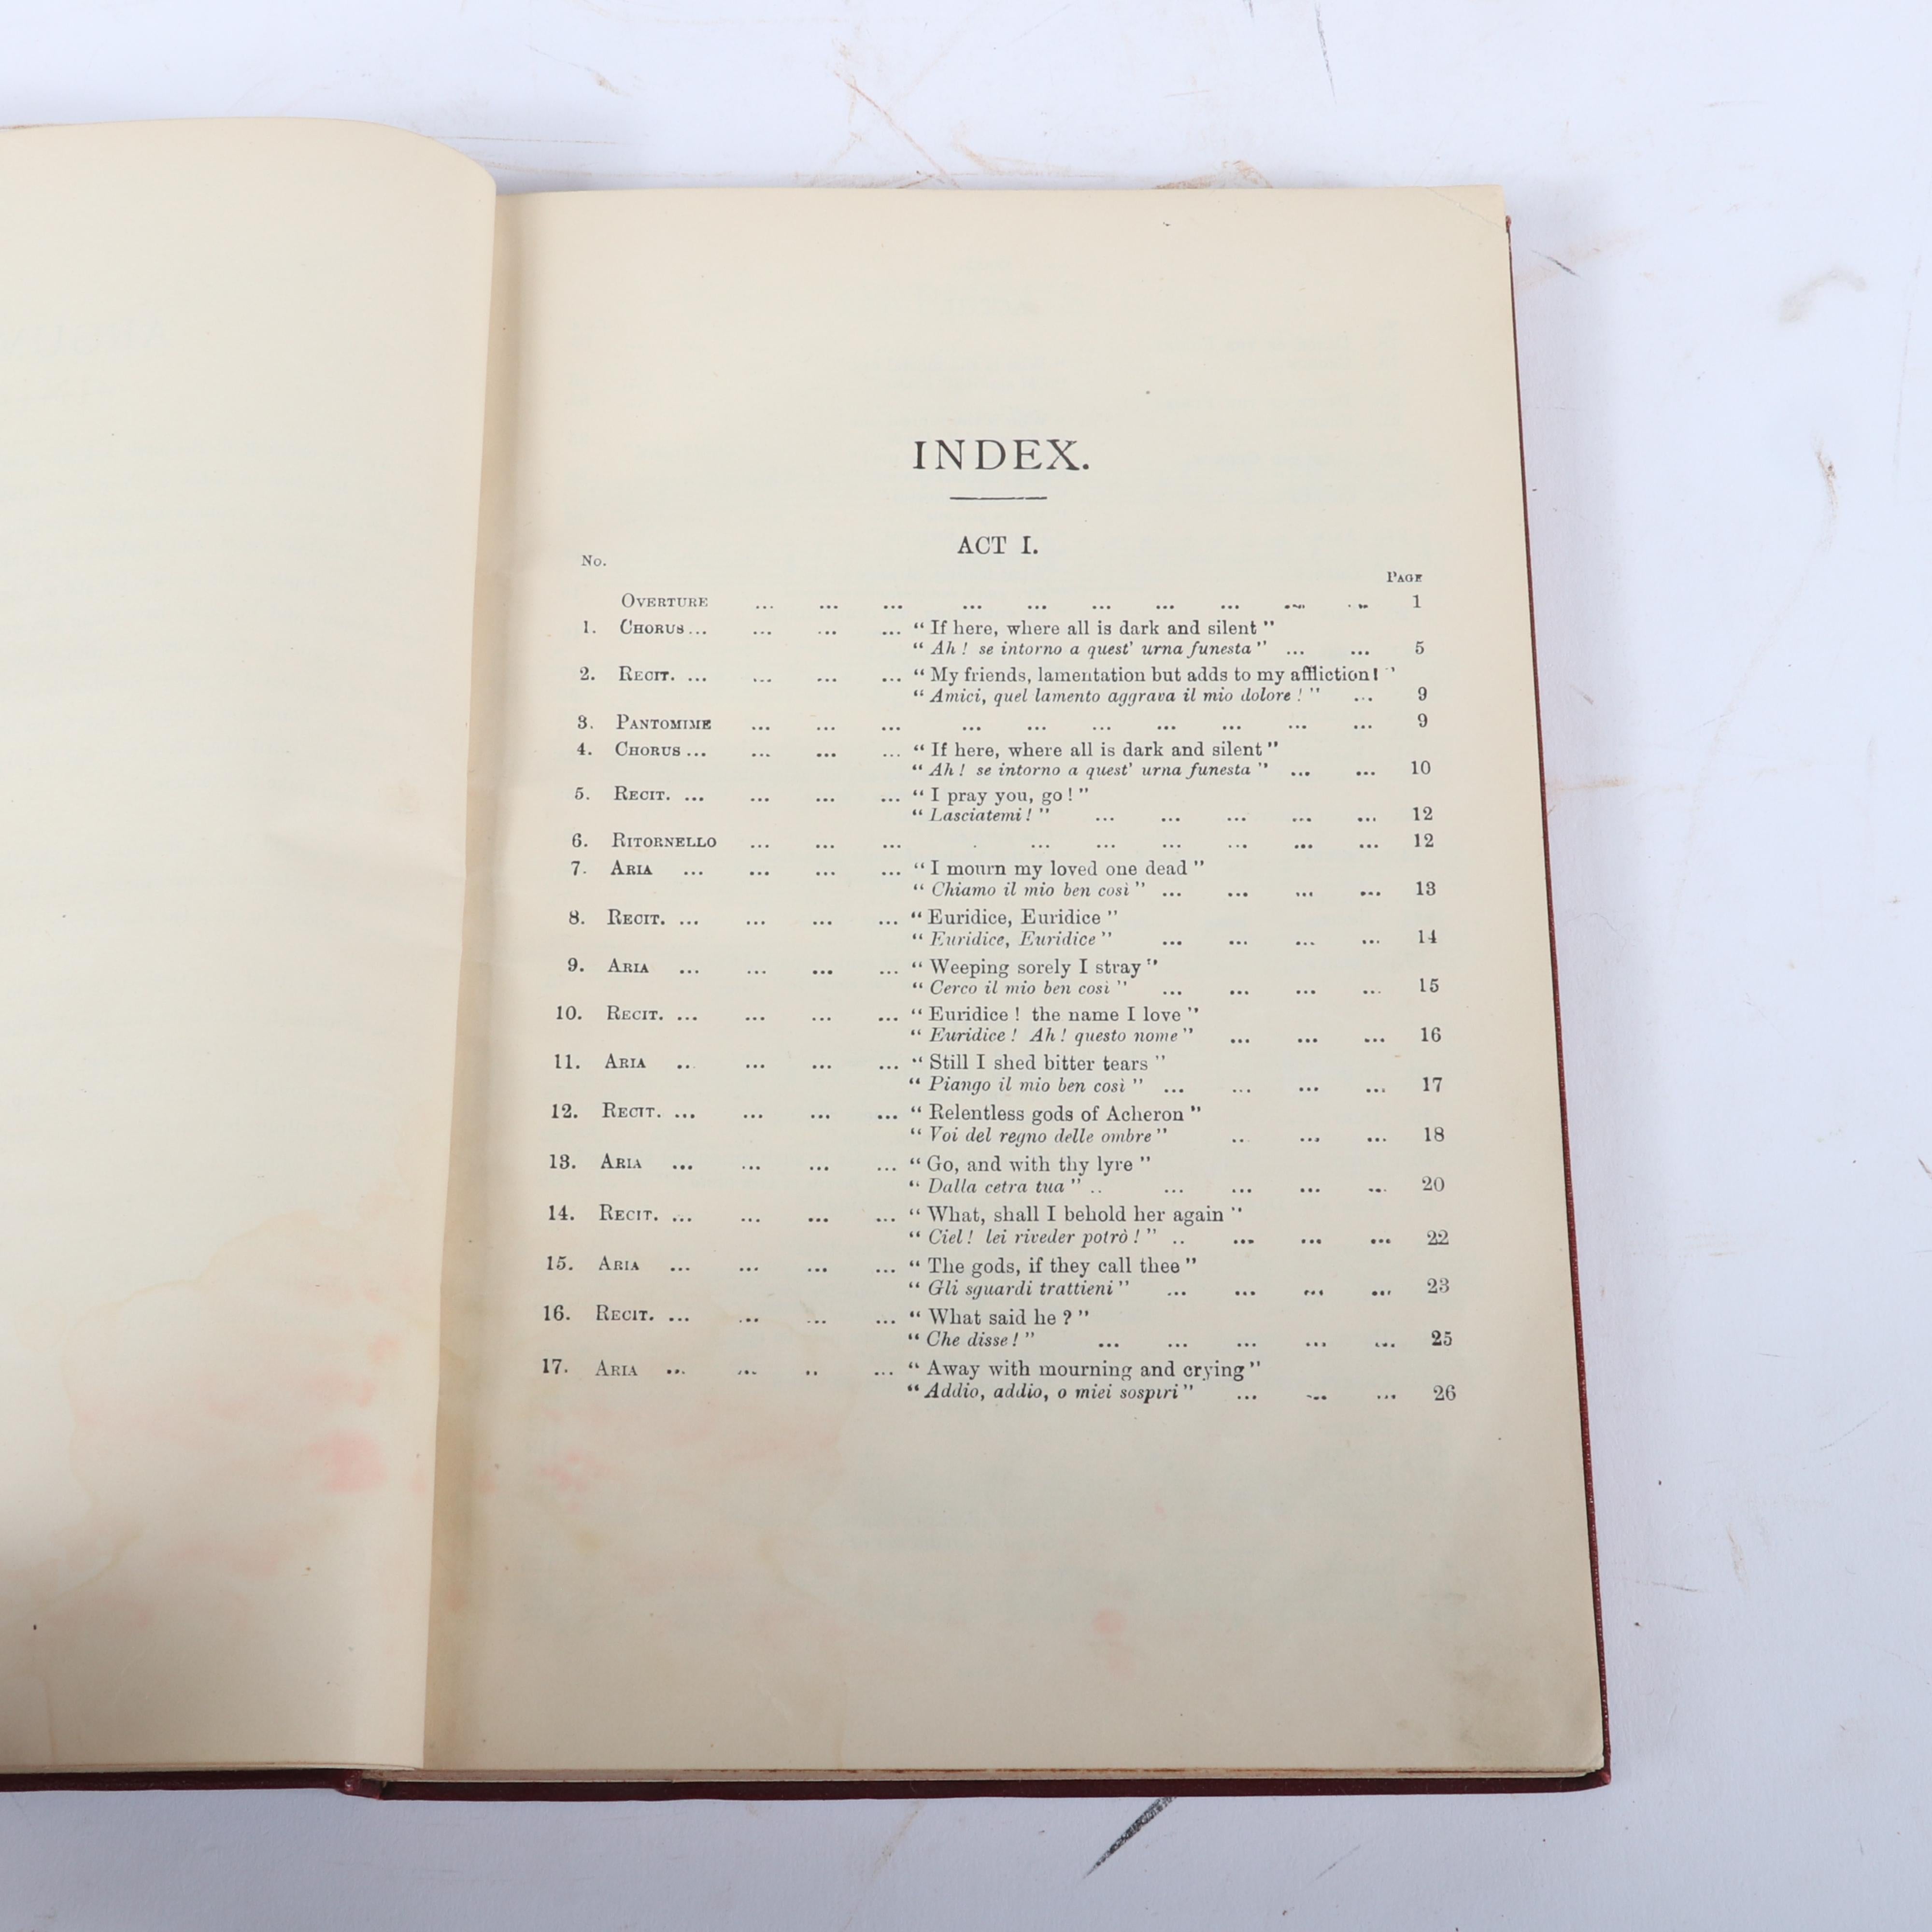 INDEX.
ACT I.
No.
PAGE
OVERTURE ... ... ... ... ... ... ... ... ... ... 1
1. CHORUS ... ... ... ... " If here, where all is dark and silent "
" Ah ! se intorno a quest' urna funesta " ... ... 5
2. RECIT. ... ... ... ... " My friends, lamentation but adds to my affliction ! "
" Amici, quel lamento aggrava il mio dolore ! " ... 9
3. PANTOMIME ... ... ... ... ... ... ... ... ... ... 9
4. CHORUS ... ... ... ... " If here, where all is dark and silent "
" Ah ! se intorno a quest' urna funesta " ... ... 10
5. RECIT. ... ... ... ... " I pray you, go ! "
" Lasciatemi ! " ... ... ... ... ... 12
6. RITORNELLO ... ... ... . ... ... ... ... ... ... 12
7. ARIA ... ... ... ... " I mourn my loved one dead "
" Chiamo il mio ben così " ... ... ... ... 13
8. RECIT. ... ... ... ... " Euridice, Euridice "
" Euridice, Euridice " ... ... ... ... 14
9. ARIA ... ... ... ... " Weeping sorely I stray "
" Cerco il mio ben così " ... ... ... ... 15
10. RECIT. ... ... ... ... " Euridice ! the name I love "
" Euridice ! Ah ! questo nome " ... ... ... 16
11. ARIA ... ... ... ... " Still I shed bitter tears "
" Piango il mio ben così " ... ... ... ... 17
12. RECIT. ... ... ... ... " Relentless gods of Acheron "
" Voi del regno delle ombre " ... ... ... 18
13. ARIA ... ... ... ... " Go, and with thy lyre "
" Dalla cetra tua " .. ... ... ... ... 20
14. RECIT. ... ... ... ... " What, shall I behold her again "
" Ciel ! lei riveder potrò ! " .. ... ... ... 22
15. ARIA ... ... ... ... " The gods, if they call thee "
" Gli sguardi trattieni " ... ... ... ... 23
16. RECIT. ... ... ... ... " What said he ? "
" Che disse ! " ... ... ... ... ... 25
17. ARIA ... ... .. ... " Away with mourning and crying "
" Addio, addio, o miei sospiri " ... ... ... 26